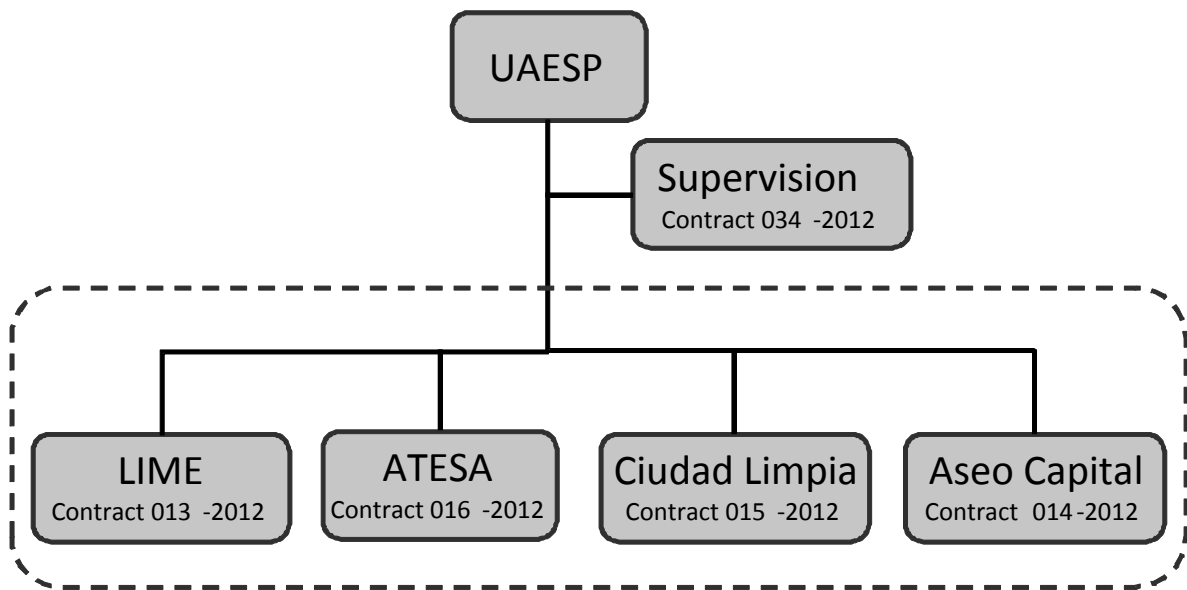 UAESP
Supervision
Contract 034 -2012
LIME
Contract 013 -2012
ATESA
Contract 016 -2012
Ciudad Limpia
Contract 015 -2012
Aseo Capital
Contract 014-2012